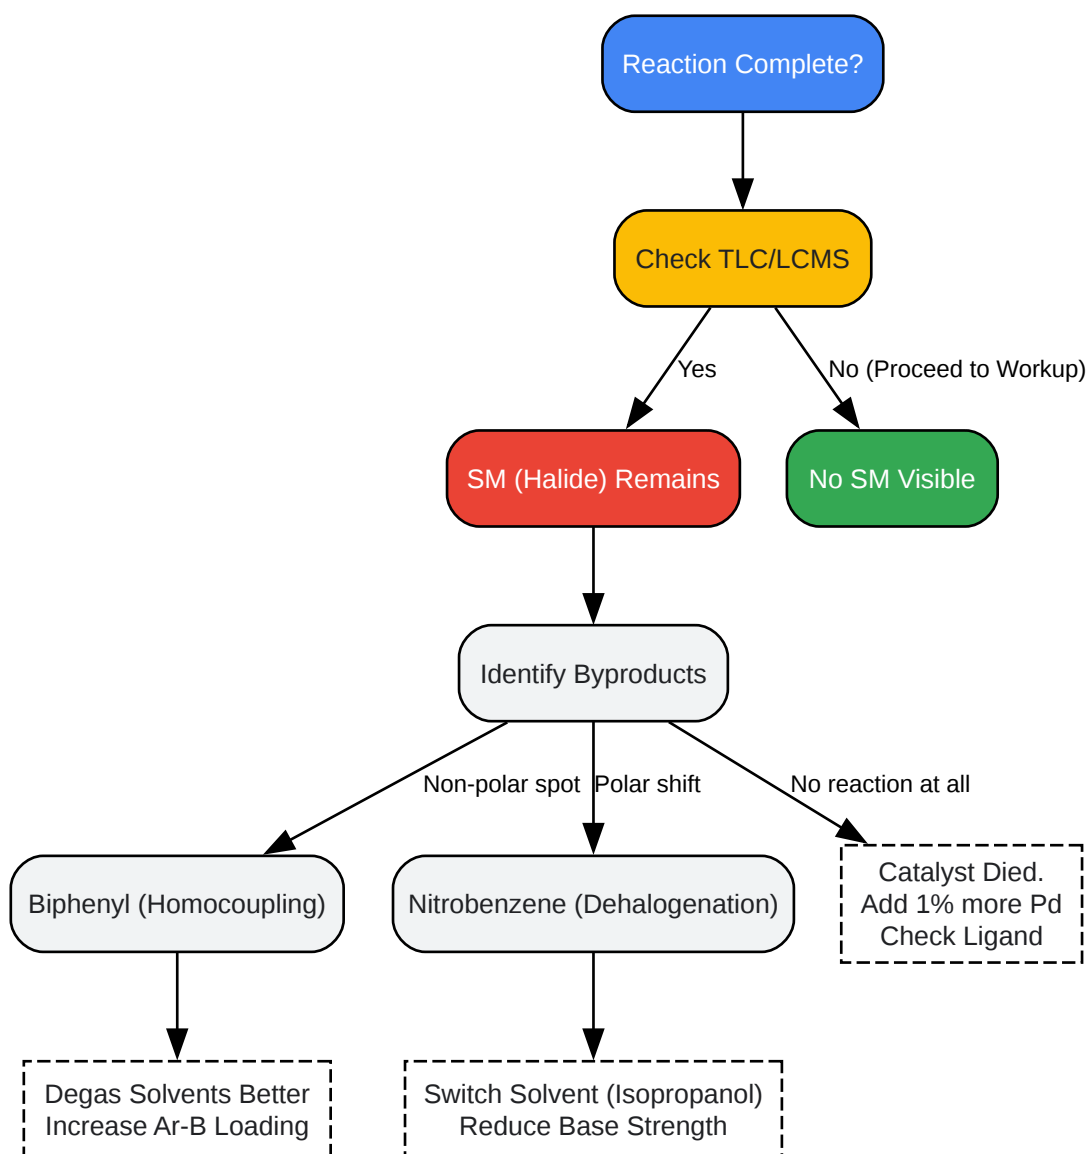 Reaction Complete?
Check TLC/LCMS
Yes
No (Proceed to Workup)
SM (Halide) Remains
No SM Visible
Identify Byproducts
Non-polar spot
Polar shift
No reaction at all
Biphenyl (Homocoupling)
Nitrobenzene (Dehalogenation)
Catalyst Died.
Add 1% more Pd
Check Ligand
Degas Solvents Better
Increase Ar-B Loading
Switch Solvent (Isopropanol)
Reduce Base Strength